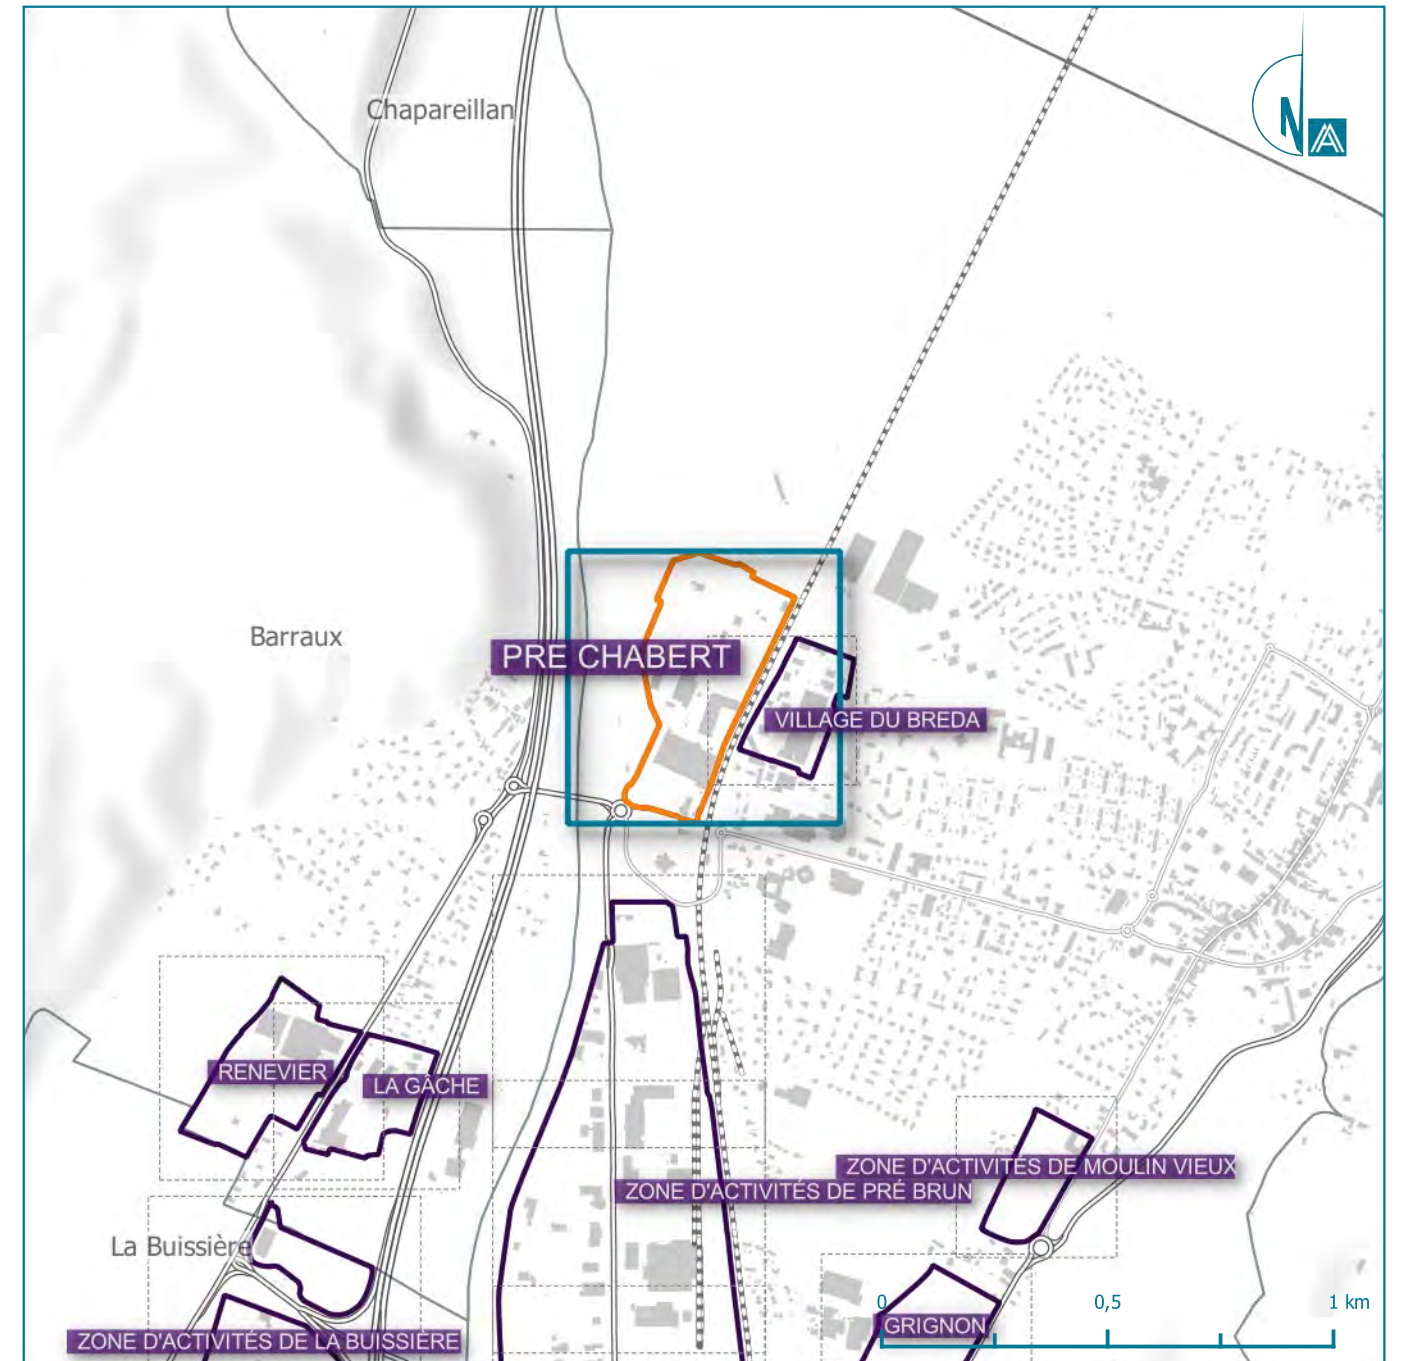 N
Chapareillan
Barraux
PRE CHABERT
VILLAGE DU BREDA
RENEVIER
LA GÂCHE
ZONE D'ACTIVITÉS DE MOULIN VIEUX
ZONE D'ACTIVITÉS DE PRÉ BRUN
La Buissière
0 0,5 1 km
GRIGNON
ZONE D'ACTIVITÉS DE LA BUISSIÈRE